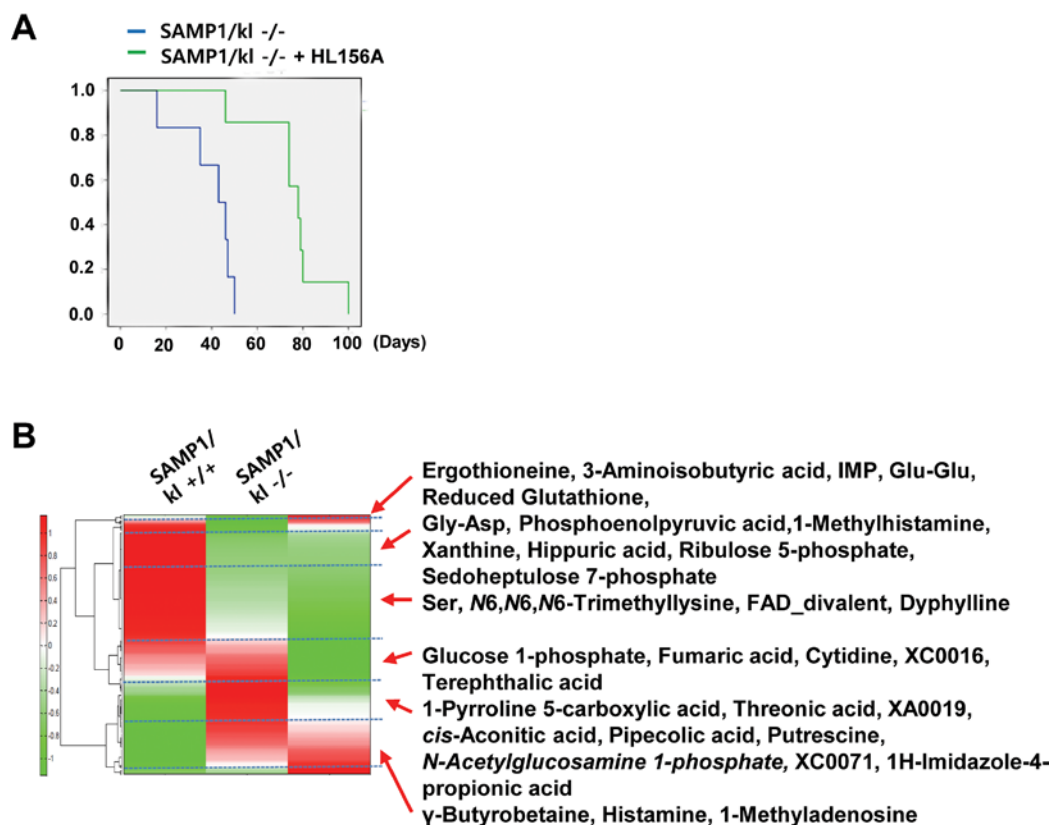 A
SAMP1/kl -/-
SAMP1/kl -/- + HL156A
1.0
0.8
0.6
0.4
0.2
0.0
0 20 40 60 80 100 (Days)
B
SAMP1/
kl +/+
SAMP1/
kl -/-
1
0.8
0.6
0.4
0.2
0
-0.2
-0.4
-0.6
-0.8
-1
Ergothioneine, 3-Aminoisobutyric acid, IMP, Glu-Glu,
Reduced Glutathione,
Gly-Asp, Phosphoenolpyruvic acid,1-Methylhistamine,
Xanthine, Hippuric acid, Ribulose 5-phosphate,
Sedoheptulose 7-phosphate
Ser, N6,N6,N6-Trimethyllysine, FAD_divalent, Dyphylline
Glucose 1-phosphate, Fumaric acid, Cytidine, XC0016,
Terephthalic acid
1-Pyrroline 5-carboxylic acid, Threonic acid, XA0019,
cis-Aconitic acid, Pipecolic acid, Putrescine,
N-Acetylglucosamine 1-phosphate, XC0071, 1H-Imidazole-4-
propionic acid
γ-Butyrobetaine, Histamine, 1-Methyladenosine